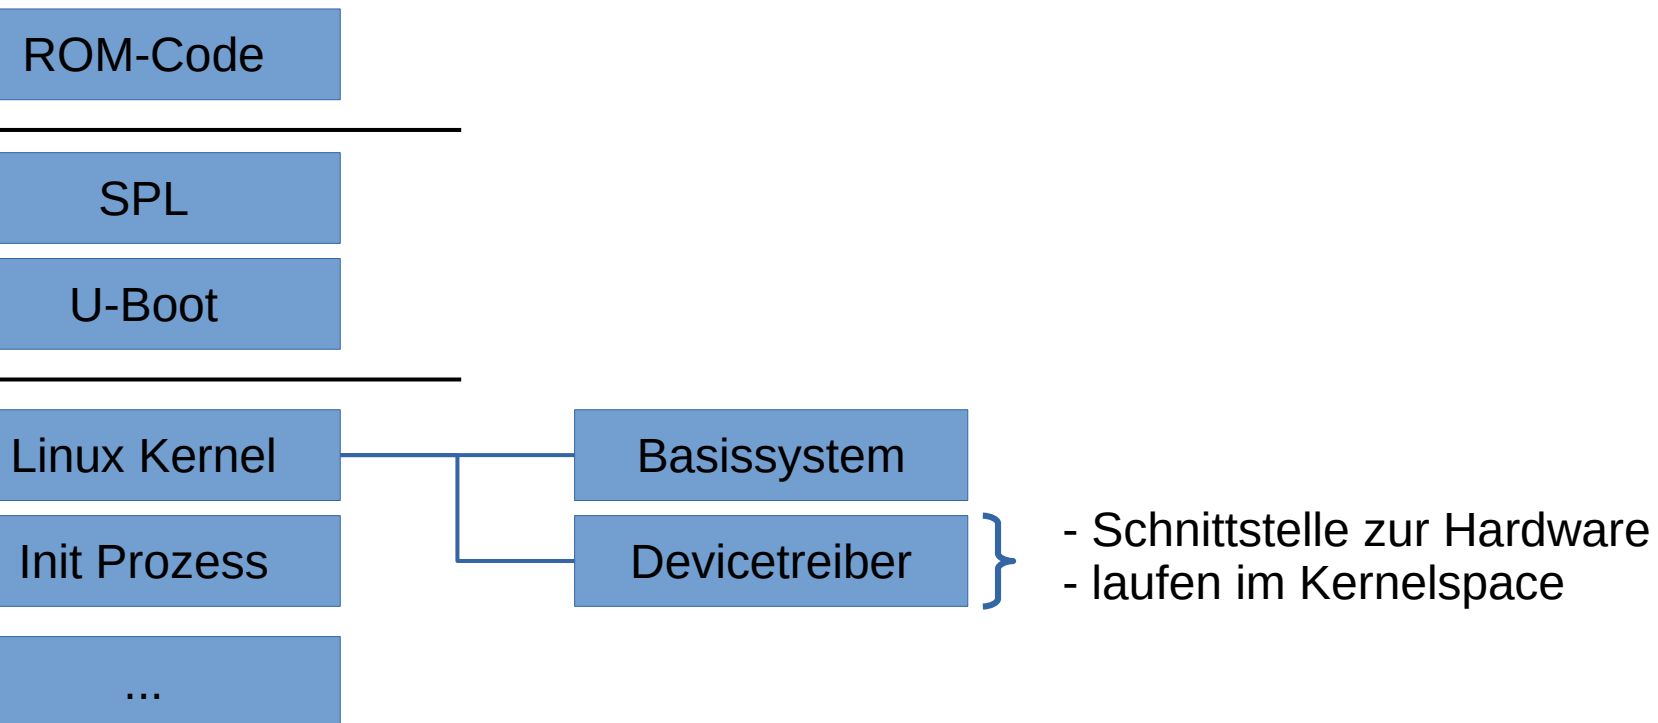 ROM-Code
SPL
U-Boot
Linux Kernel
Basissystem
Init Prozess
Devicetreiber
- Schnittstelle zur Hardware
- laufen im Kernelspace
...